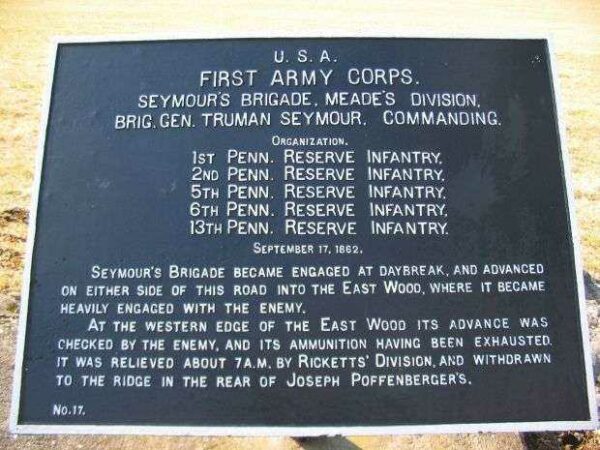 U. S. A.
FIRST ARMY CORPS.
SEYMOUR'S BRIGADE, MEADE'S DIVISION,
BRIG. GEN. TRUMAN SEYMOUR, COMMANDING.
ORGANIZATION.
1ST PENN. RESERVE INFANTRY,
2ND PENN. RESERVE INFANTRY,
5TH PENN. RESERVE INFANTRY,
6TH PENN. RESERVE INFANTRY,
13TH PENN. RESERVE INFANTRY.
SEPTEMBER 17, 1862.
SEYMOUR'S BRIGADE BECAME ENGAGED AT DAYBREAK, AND ADVANCED
ON EITHER SIDE OF THIS ROAD INTO THE EAST WOOD, WHERE IT BECAME
HEAVILY ENGAGED WITH THE ENEMY.
AT THE WESTERN EDGE OF THE EAST WOOD ITS ADVANCE WAS
CHECKED BY THE ENEMY, AND ITS AMMUNITION HAVING BEEN EXHAUSTED,
IT WAS RELIEVED ABOUT 7 A.M. BY RICKETTS' DIVISION, AND WITHDRAWN
TO THE RIDGE IN THE REAR OF JOSEPH POFFENBERGER'S.
NO. 17.